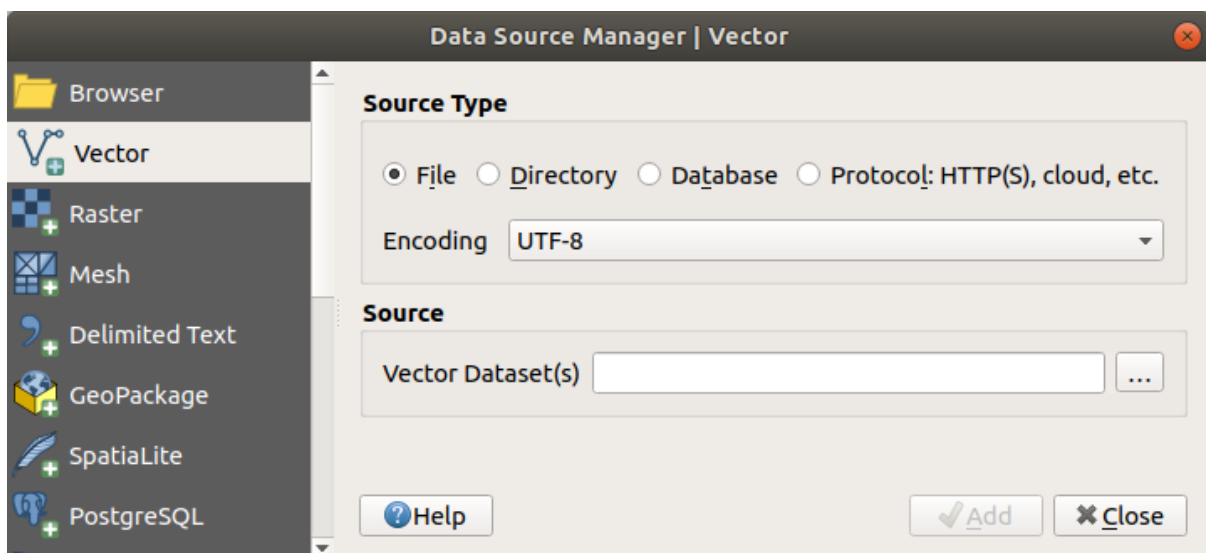 Data Source Manager | Vector
Browser
Vector
Raster
Mesh
Delimited Text
GeoPackage
SpatiaLite
PostgreSQL
Source Type
File Directory Database Protocol: HTTP(S), cloud, etc.
Encoding UTF-8
Source
Vector Dataset(s) ...
Help Add Close